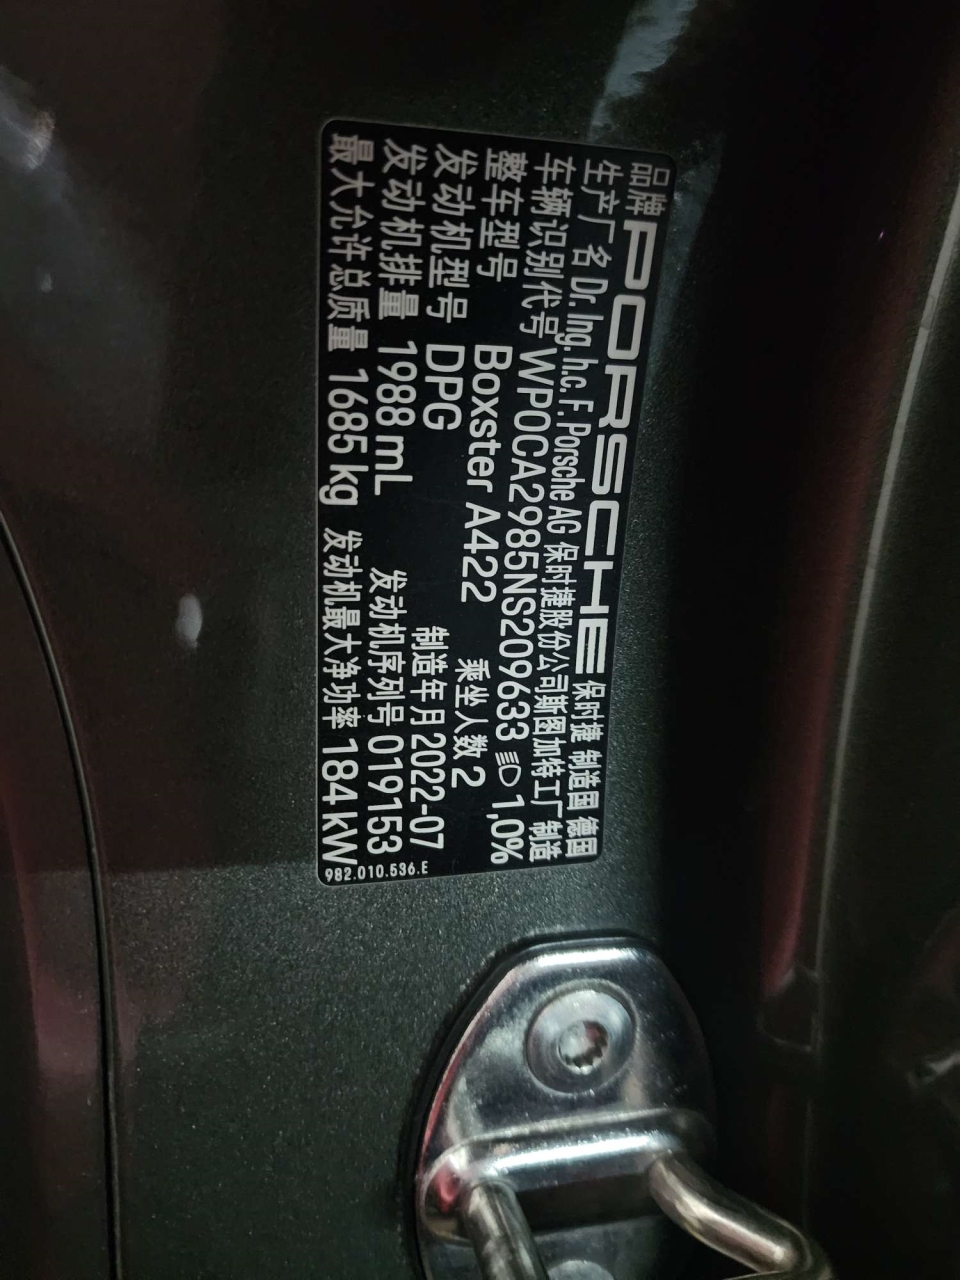 品牌 PORSCHE 保时捷 制造国 德国
生产厂名 Dr. Ing. h.c. F. Porsche AG 保时捷股份公司斯图加特工厂 制造
车辆识别代号 WP0CA2985NS209633 1,0%
整车型号 Boxster A422 乘坐人数 2
发动机型号 DPG 制造年月 2022-07
发动机排量 1988 mL 发动机序列号 019153
最大允许总质量 1685 kg 发动机最大净功率 184 kW
982.010.536.E